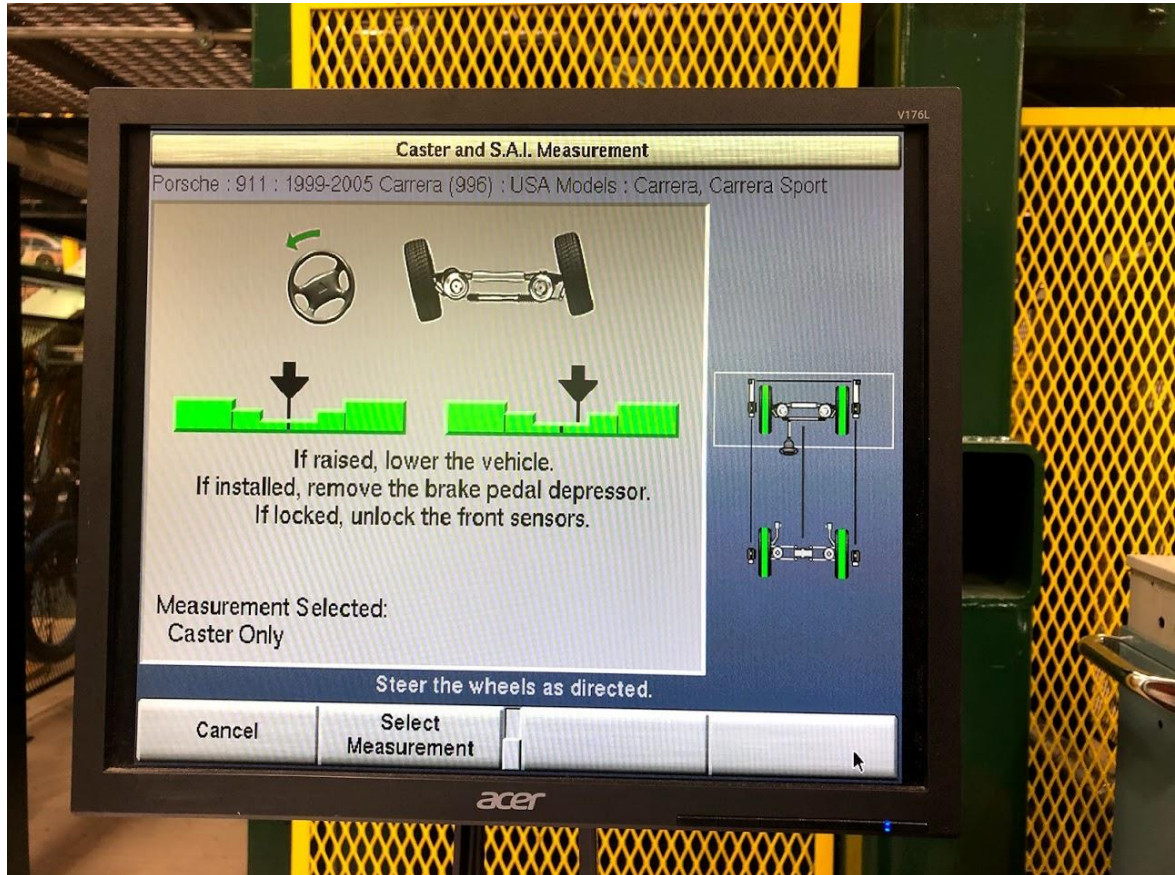 V176L
Caster and S.A.I. Measurement
Porsche : 911 : 1999-2005 Carrera (996) : USA Models : Carrera, Carrera Sport
If raised, lower the vehicle.
If installed, remove the brake pedal depressor.
If locked, unlock the front sensors.
Measurement Selected:
Caster Only
Steer the wheels as directed.
Cancel
Select
Measurement
acer